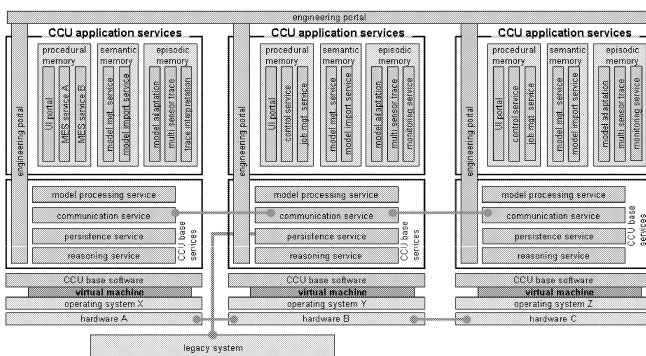 engineering portal
CCU application services
CCU application services
CCU application services
procedural memory
semantic memory
episodic memory
procedural memory
semantic memory
episodic memory
procedural memory
semantic memory
episodic memory
engineering portal
UI portal
MES service A
MES service B
model mgt. service
model import service
model adaptation
multi sensor trace
trace interpretation
engineering portal
UI portal
control service
job mgt. service
model mgt. service
model import service
model adaptation
multi sensor trace
monitoring service
engineering portal
UI portal
control service
job mgt. service
model mgt. service
model import service
model adaptation
multi sensor trace
monitoring service
model processing service
communication service
persistence service
reasoning service
CCU base
services
model processing service
communication service
persistence service
reasoning service
CCU base
services
model processing service
communication service
persistence service
reasoning service
CCU base
services
CCU base software
CCU base software
CCU base software
virtual machine
virtual machine
virtual machine
operating system X
operating system Y
operating system Z
hardware A
hardware B
hardware C
legacy system